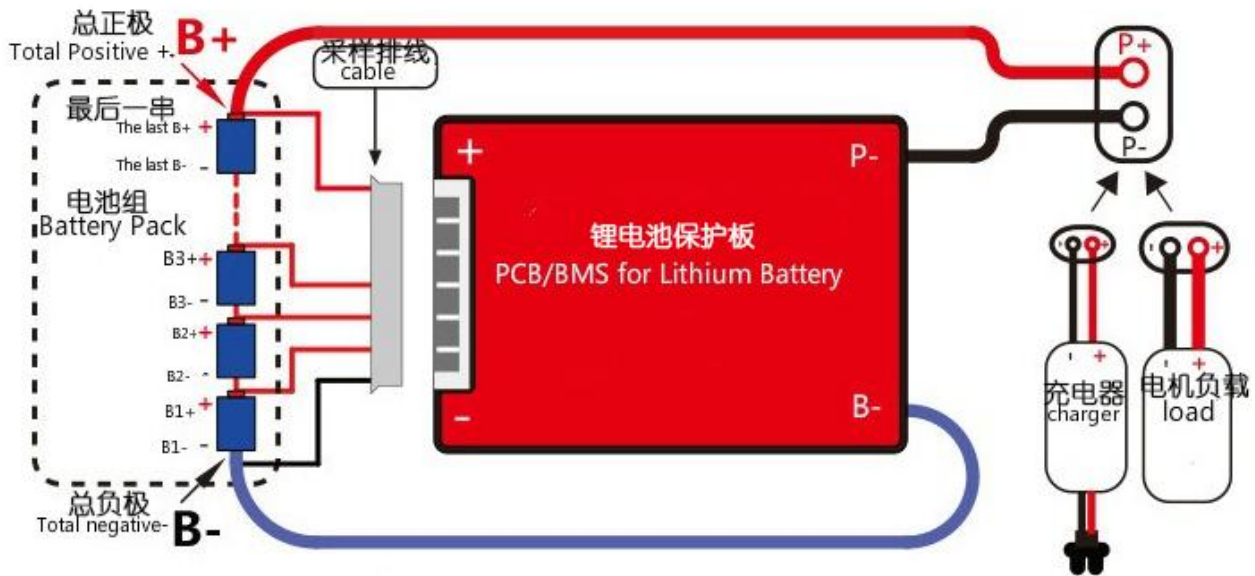 总正极
Total Positive +.
B+
采样排线
cable
最后一串
The last B+ +
The last B- -
电池组
Battery Pack
B3+ +
B3- -
B2+ +
B2- -
B1+ +
B1- -
总负极
Total negative-
B-
+
P-
锂电池保护板
PCB/BMS for Lithium Battery
-
B-
P+
P-
- +
- +
充电器
charger
- +
- +
电机负载
load